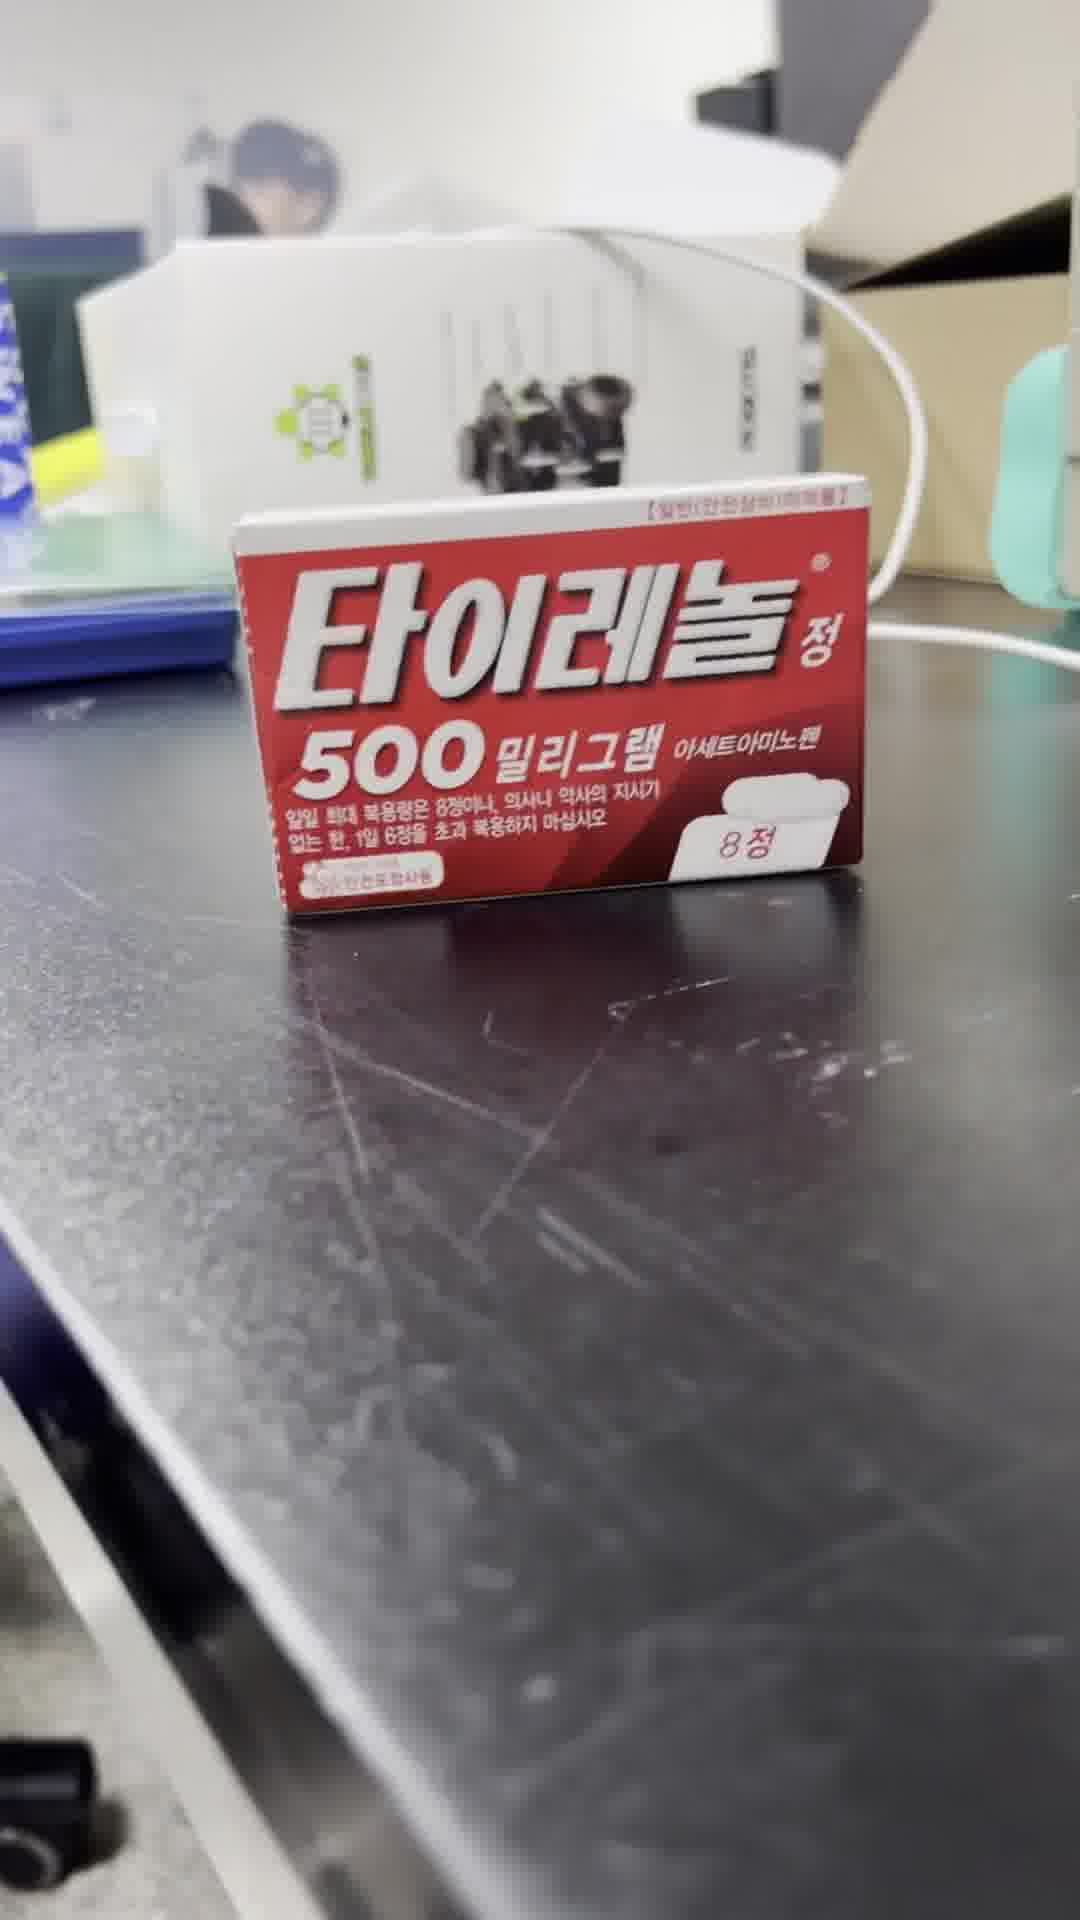 타이레놀®정
500 밀리그램 아세트아미노펜
일일 최대 복용량은 8정이나, 의사나 약사의 지시가
없는 한, 1일 6정을 초과 복용하지 마십시오
8정